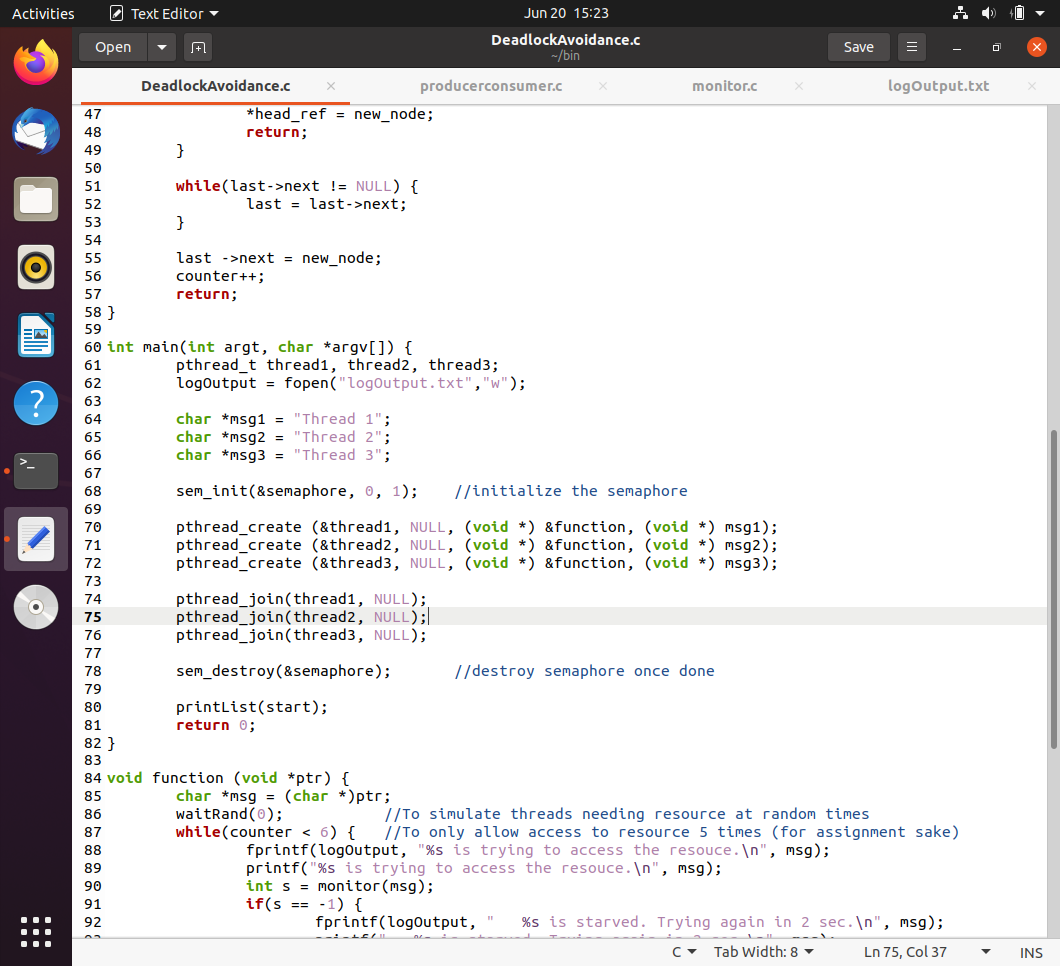 Activities Text Editor Jun 20 15:23
Open DeadlockAvoidance.c Save
~/bin
DeadlockAvoidance.c producerconsumer.c monitor.c logOutput.txt
47 *head_ref = new_node;
48 return;
49 }
50
51 while(last->next != NULL) {
52 last = last->next;
53 }
54
55 last ->next = new_node;
56 counter++;
57 return;
58 }
59
60 int main(int argt, char *argv[]) {
61 pthread_t thread1, thread2, thread3;
62 logOutput = fopen("logOutput.txt","w");
63
64 char *msg1 = "Thread 1";
65 char *msg2 = "Thread 2";
66 char *msg3 = "Thread 3";
67
68 sem_init(&semaphore, 0, 1); //initialize the semaphore
69
70 pthread_create (&thread1, NULL, (void *) &function, (void *) msg1);
71 pthread_create (&thread2, NULL, (void *) &function, (void *) msg2);
72 pthread_create (&thread3, NULL, (void *) &function, (void *) msg3);
73
74 pthread_join(thread1, NULL);
75 pthread_join(thread2, NULL);
76 pthread_join(thread3, NULL);
77
78 sem_destroy(&semaphore); //destroy semaphore once done
79
80 printList(start);
81 return 0;
82 }
83
84 void function (void *ptr) {
85 char *msg = (char *)ptr;
86 waitRand(0); //To simulate threads needing resource at random times
87 while(counter < 6) { //To only allow access to resource 5 times (for assignment sake)
88 fprintf(logOutput, "%s is trying to access the resouce.\n", msg);
89 printf("%s is trying to access the resouce.\n", msg);
90 int s = monitor(msg);
91 if(s == -1) {
92 fprintf(logOutput, "   %s is starved. Trying again in 2 sec.\n", msg);
C Tab Width: 8 Ln 75, Col 37 INS